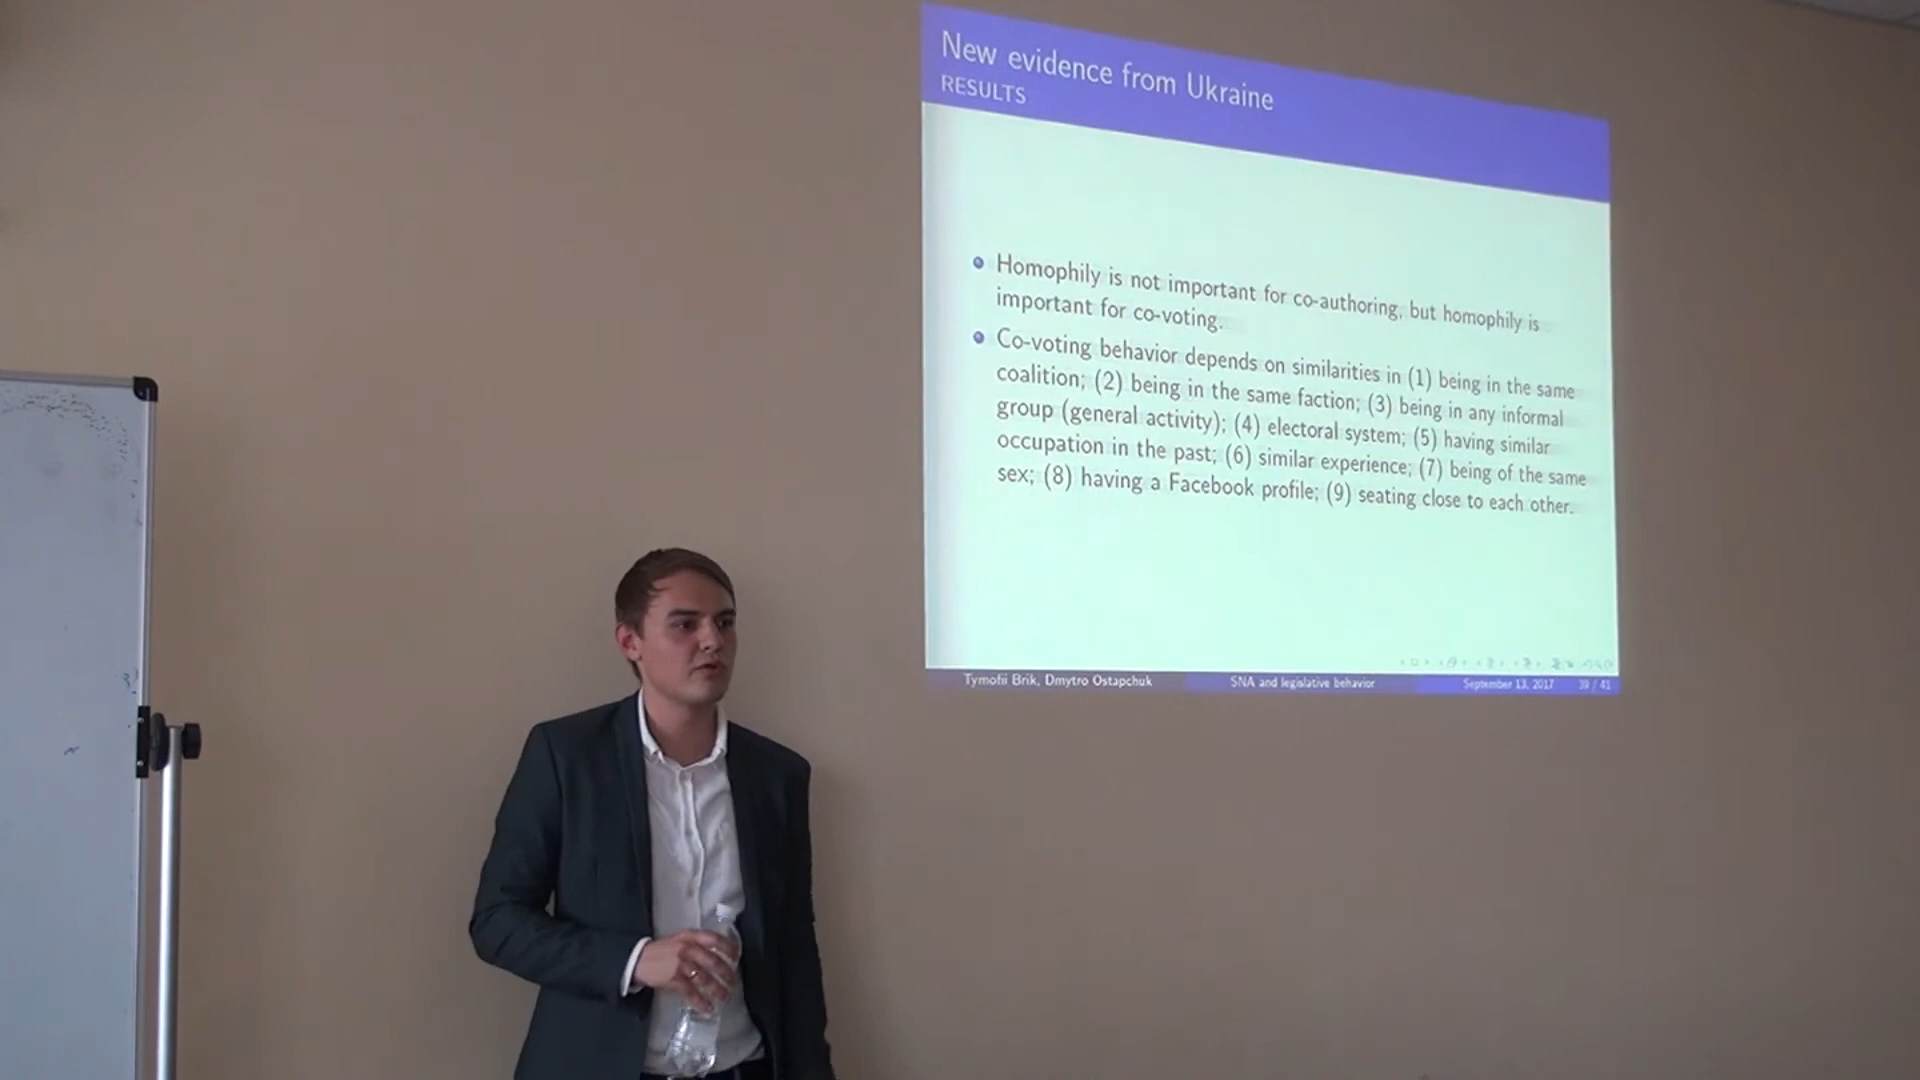 New evidence from Ukraine
RESULTS
Homophily is not important for co-authoring, but homophily is
important for co-voting.
Co-voting behavior depends on similarities in (1) being in the same
coalition; (2) being in the same faction; (3) being in any informal
group (general activity); (4) electoral system; (5) having similar
occupation in the past; (6) similar experience; (7) being of the same
sex; (8) having a Facebook profile; (9) seating close to each other.
Tymofii Brik, Dmytro Ostapchuk
SNA and legislative behavior
September 13, 2017
39 / 41